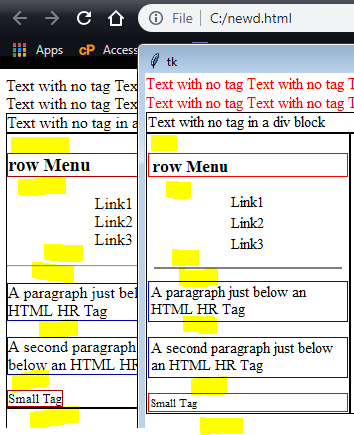 File C:/newd.html
Apps cP Access
tk
Text with no tag Tex
Text with no tag Tex
Text with no tag in a
row Menu
Link1
Link2
Link3
A paragraph just bel
HTML HR Tag
A second paragraph
below an HTML HR
Small Tag
Text with no tag Text with no tag Text
Text with no tag Text with no tag Text
Text with no tag in a div block
row Menu
Link1
Link2
Link3
A paragraph just below an
HTML HR Tag
A second paragraph just below
an HTML HR Tag
Small Tag